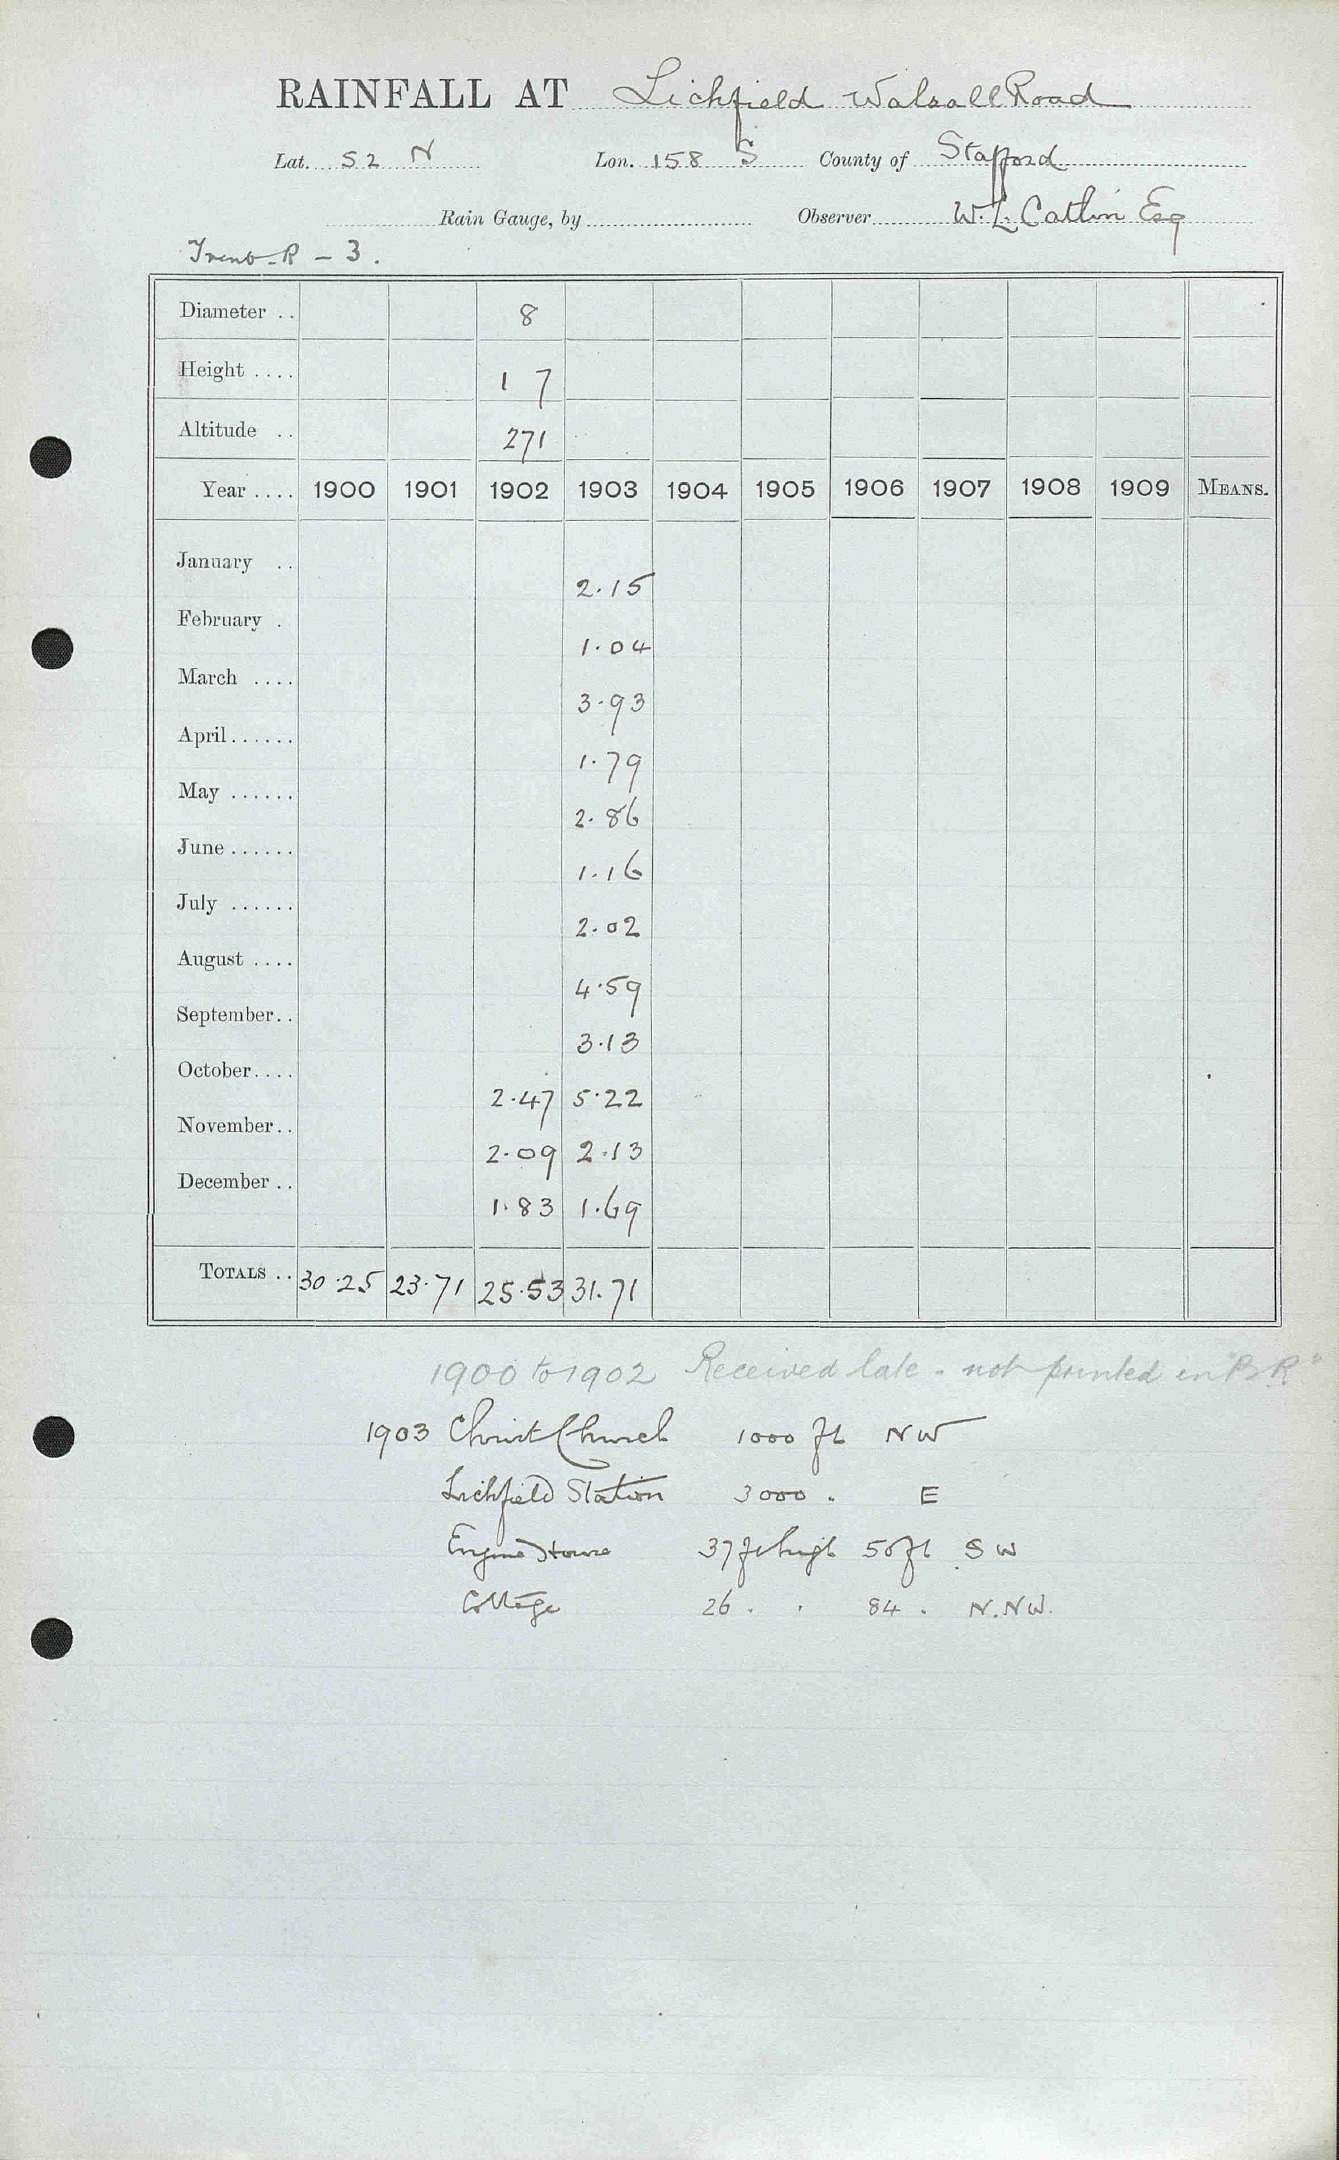 RAINFALL AT Lichfield Walsall Road
Lat. 52 N Lon. 158 S County of Stafford
Rain Gauge, by Observer W. L. Catlin Esq
Trent R – 3.
Diameter .. 8
Height .... 1 7
Altitude .. 271
Year .... 1900 1901 1902 1903 1904 1905 1906 1907 1908 1909 MEANS.
January .. 2.15
February . 1.04
March .... 3.93
April ...... 1.79
May ...... 2.86
June ...... 1.16
July ...... 2.02
August .... 4.59
September.. 3.13
October.... 2.47 5.22
November.. 2.09 2.13
December .. 1.83 1.69
TOTALS .. 30.25 23.71 25.53 31.71
1900 to 1902 Received late - not printed in "B.R."
1903 Christ Church 1000 ft NW
Lichfield Station 3000 . E
Engine House 37 ft high 50 ft SW
Cottage 26 . . 84 . N.NW.